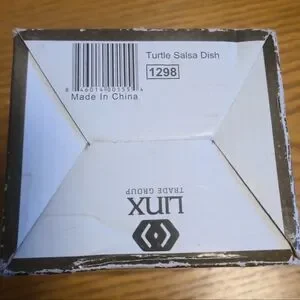 Turtle Salsa Dish
1298
Made In China
Linx
TRADE GROUP